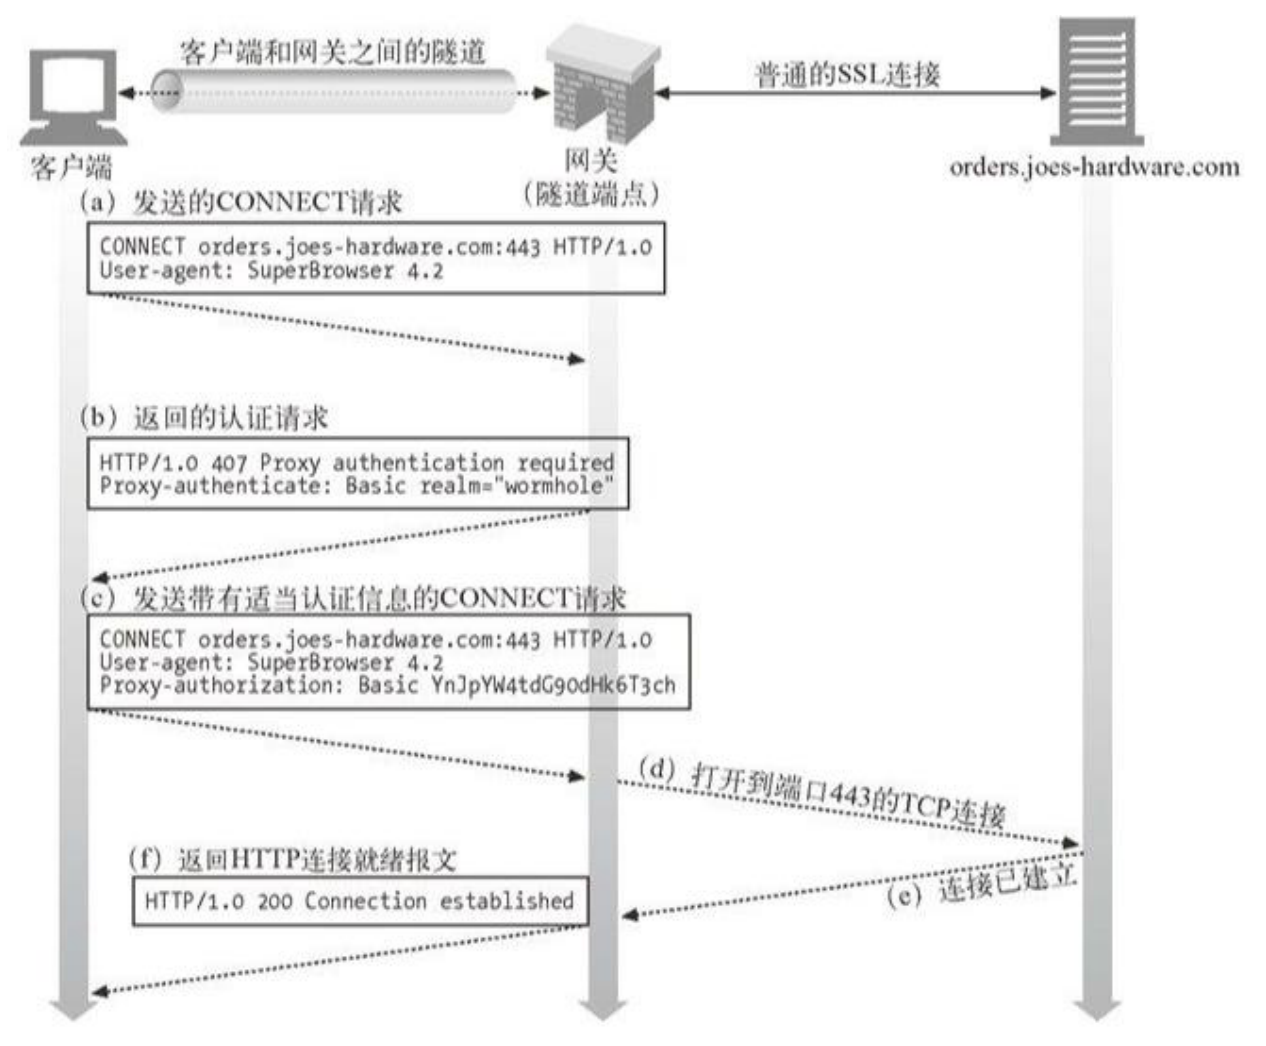 客户端和网关之间的隧道
普通的SSL连接
客户端
网关
（隧道端点）
orders.joes-hardware.com
（a）发送的CONNECT请求
CONNECT orders.joes-hardware.com:443 HTTP/1.0
User-agent: SuperBrowser 4.2
（b）返回的认证请求
HTTP/1.0 407 Proxy authentication required
Proxy-authenticate: Basic realm="wormhole"
（c）发送带有适当认证信息的CONNECT请求
CONNECT orders.joes-hardware.com:443 HTTP/1.0
User-agent: SuperBrowser 4.2
Proxy-authorization: Basic YnJpYW4tdG90dHk6T3ch
（d）打开到端口443的TCP连接
（e）连接已建立
（f）返回HTTP连接就绪报文
HTTP/1.0 200 Connection established